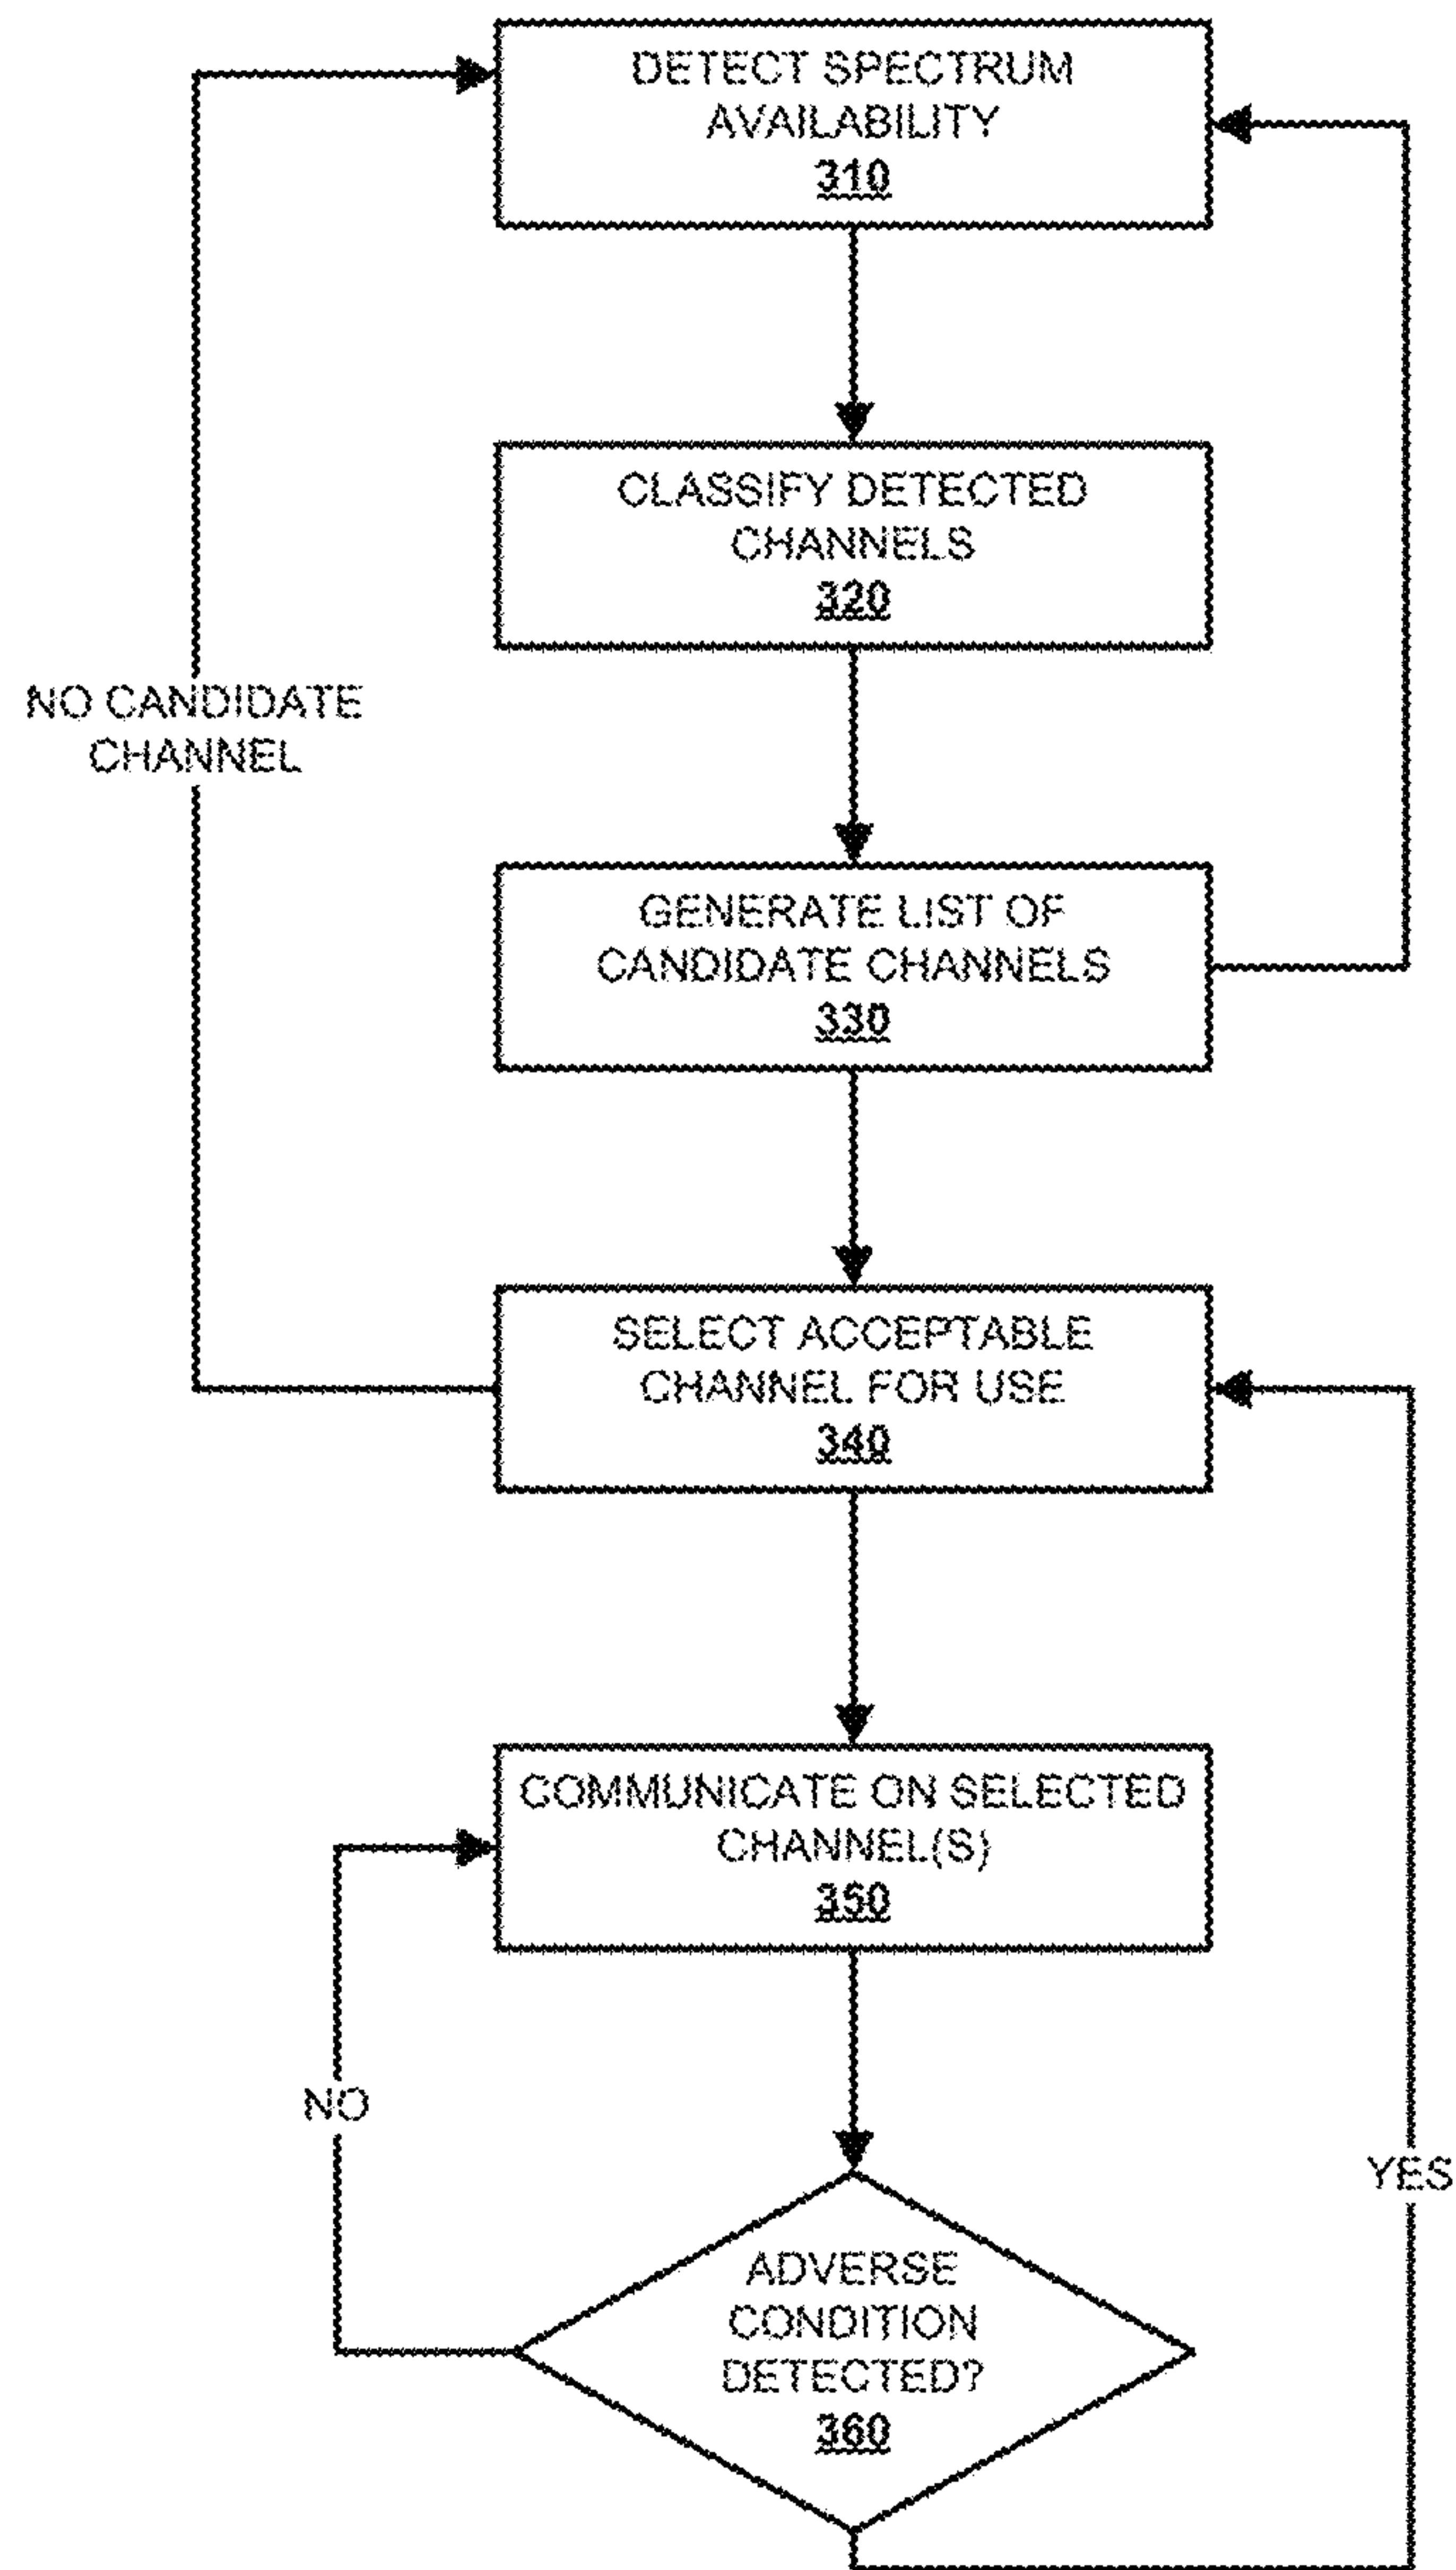 DETECT SPECTRUM
AVAILABILITY
310
CLASSIFY DETECTED
CHANNELS
320
NO CANDIDATE
CHANNEL
GENERATE LIST OF
CANDIDATE CHANNELS
330
SELECT ACCEPTABLE
CHANNEL FOR USE
340
COMMUNICATE ON SELECTED
CHANNEL(S)
350
NO
YES
ADVERSE
CONDITION
DETECTED?
360